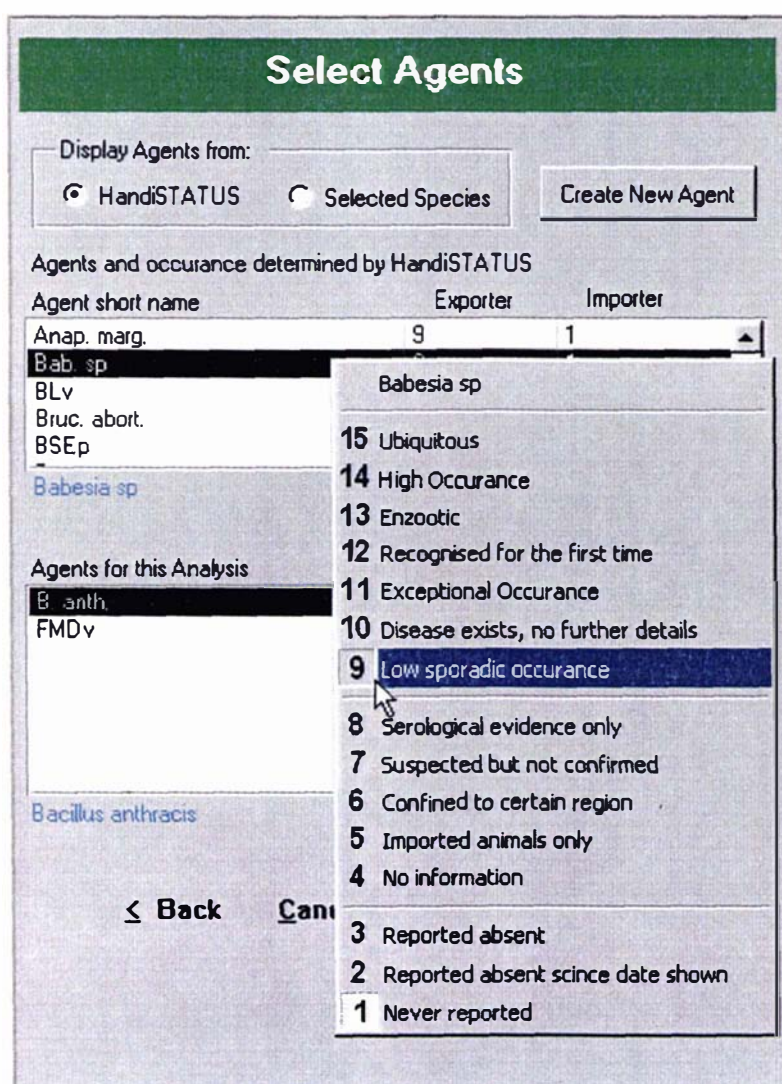 Select Agents
Display Agents from:
HandiSTATUS Selected Species Create New Agent
Agents and occurance determined by HandiSTATUS
Agent short name Exporter Importer
Anap. marg. 9 1
Bab. sp
BLv
Bruc. abort.
BSEp
Babesia sp
Agents for this Analysis
B. anth.
FMDv
Bacillus anthracis
< Back Can
Babesia sp
15 Ubiquitous
14 High Occurance
13 Enzootic
12 Recognised for the first time
11 Exceptional Occurance
10 Disease exists, no further details
9 Low sporadic occurance
8 Serological evidence only
7 Suspected but not confirmed
6 Confined to certain region
5 Imported animals only
4 No information
3 Reported absent
2 Reported absent scince date shown
1 Never reported